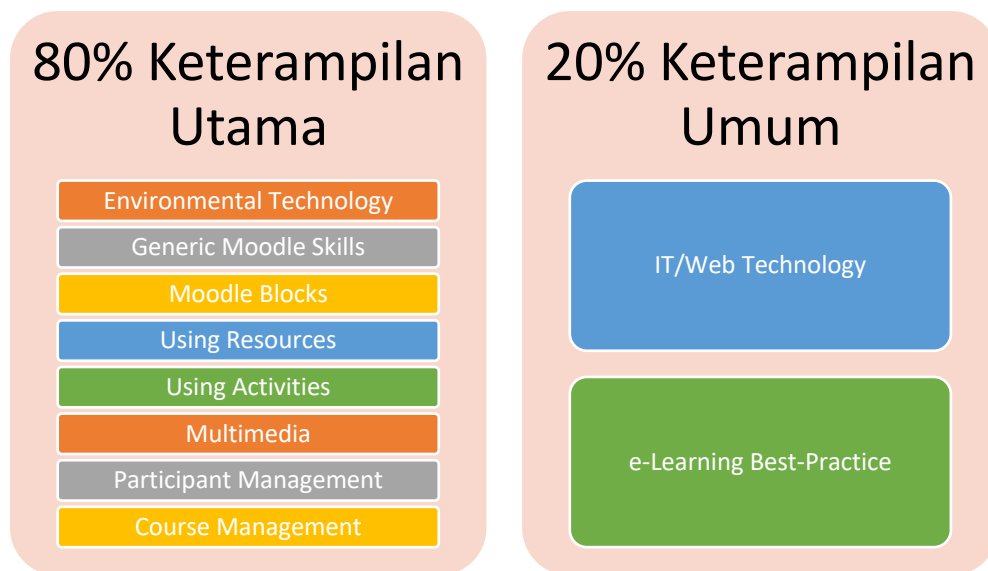 80% Keterampilan
Utama
Environmental Technology
Generic Moodle Skills
Moodle Blocks
Using Resources
Using Activities
Multimedia
Participant Management
Course Management
20% Keterampilan
Umum
IT/Web Technology
e-Learning Best-Practice